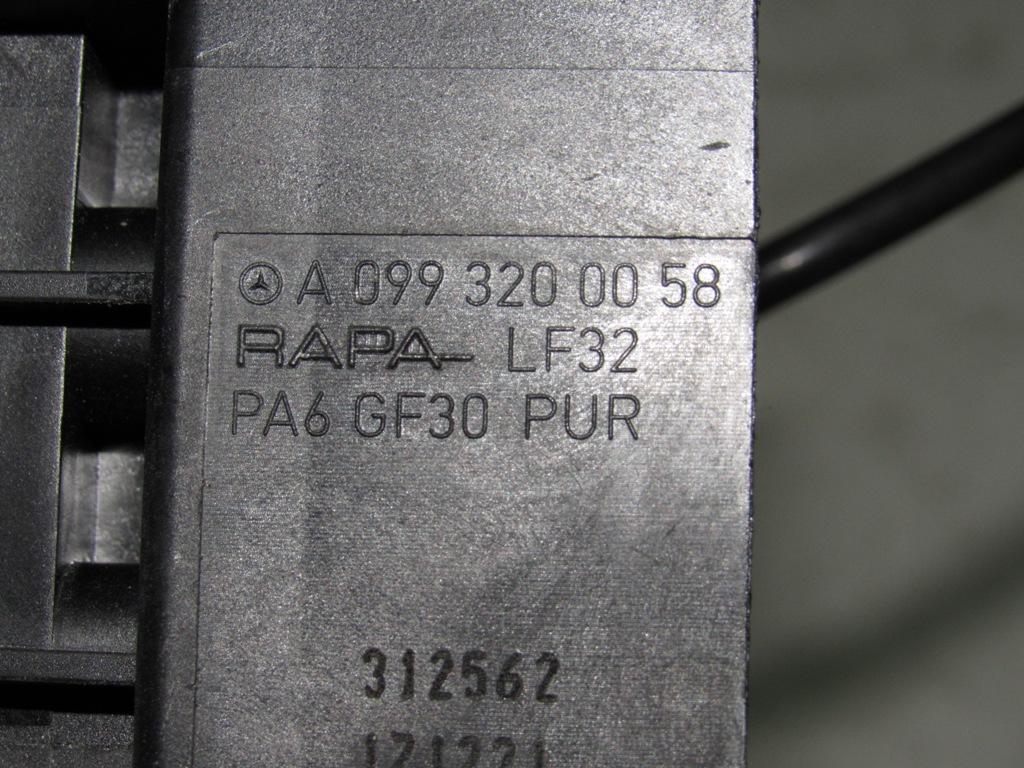 A 099 320 00 58
RAPA LF32
PA6 GF30 PUR
312562